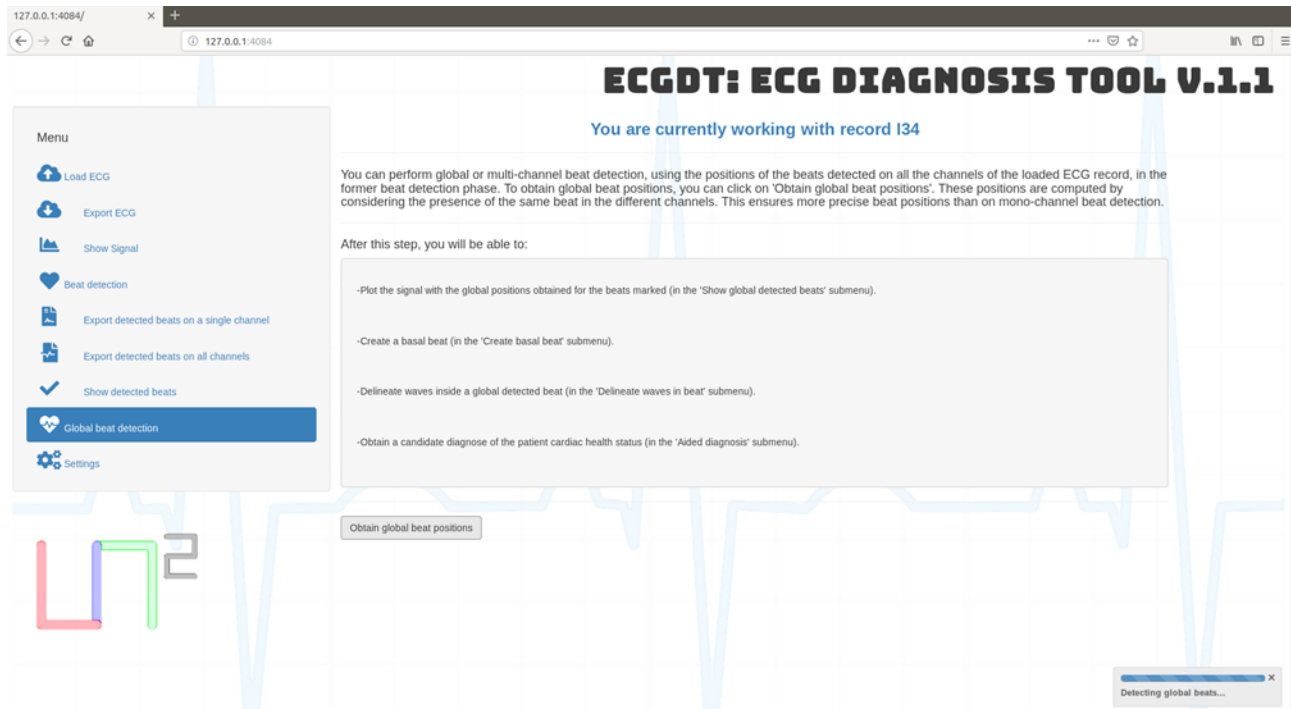 127.0.0.1:4084/
127.0.0.1:4084
ECGDT: ECG DIAGNOSIS TOOL V.1.1
Menu
Load ECG
Export ECG
Show Signal
Beat detection
Export detected beats on a single channel
Export detected beats on all channels
Show detected beats
Global beat detection
Settings
You are currently working with record I34
You can perform global or multi-channel beat detection, using the positions of the beats detected on all the channels of the loaded ECG record, in the
former beat detection phase. To obtain global beat positions, you can click on 'Obtain global beat positions'. These positions are computed by
considering the presence of the same beat in the different channels. This ensures more precise beat positions than on mono-channel beat detection.
After this step, you will be able to:
-Plot the signal with the global positions obtained for the beats marked (in the 'Show global detected beats' submenu).
-Create a basal beat (in the 'Create basal beat' submenu).
-Delineate waves inside a global detected beat (in the 'Delineate waves in beat' submenu).
-Obtain a candidate diagnose of the patient cardiac health status (in the 'Aided diagnosis' submenu).
Obtain global beat positions
2
Detecting global beats...